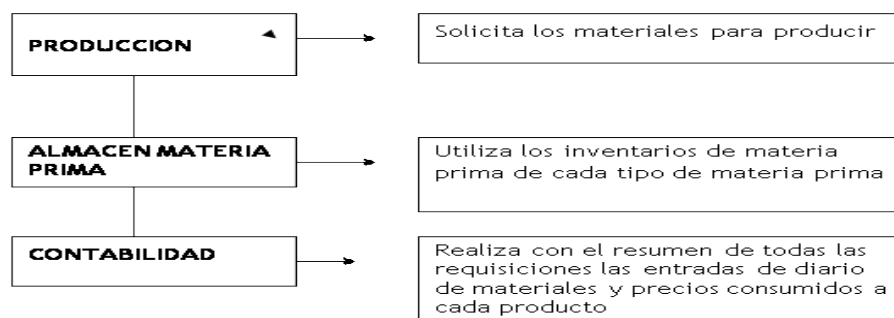 PRODUCCION
Solicita los materiales para producir
ALMACEN MATERIA
PRIMA
Utiliza los inventarios de materia
prima de cada tipo de materia prima
CONTABILIDAD
Realiza con el resumen de todas las
requisiciones las entradas de diario
de materiales y precios consumidos a
cada producto